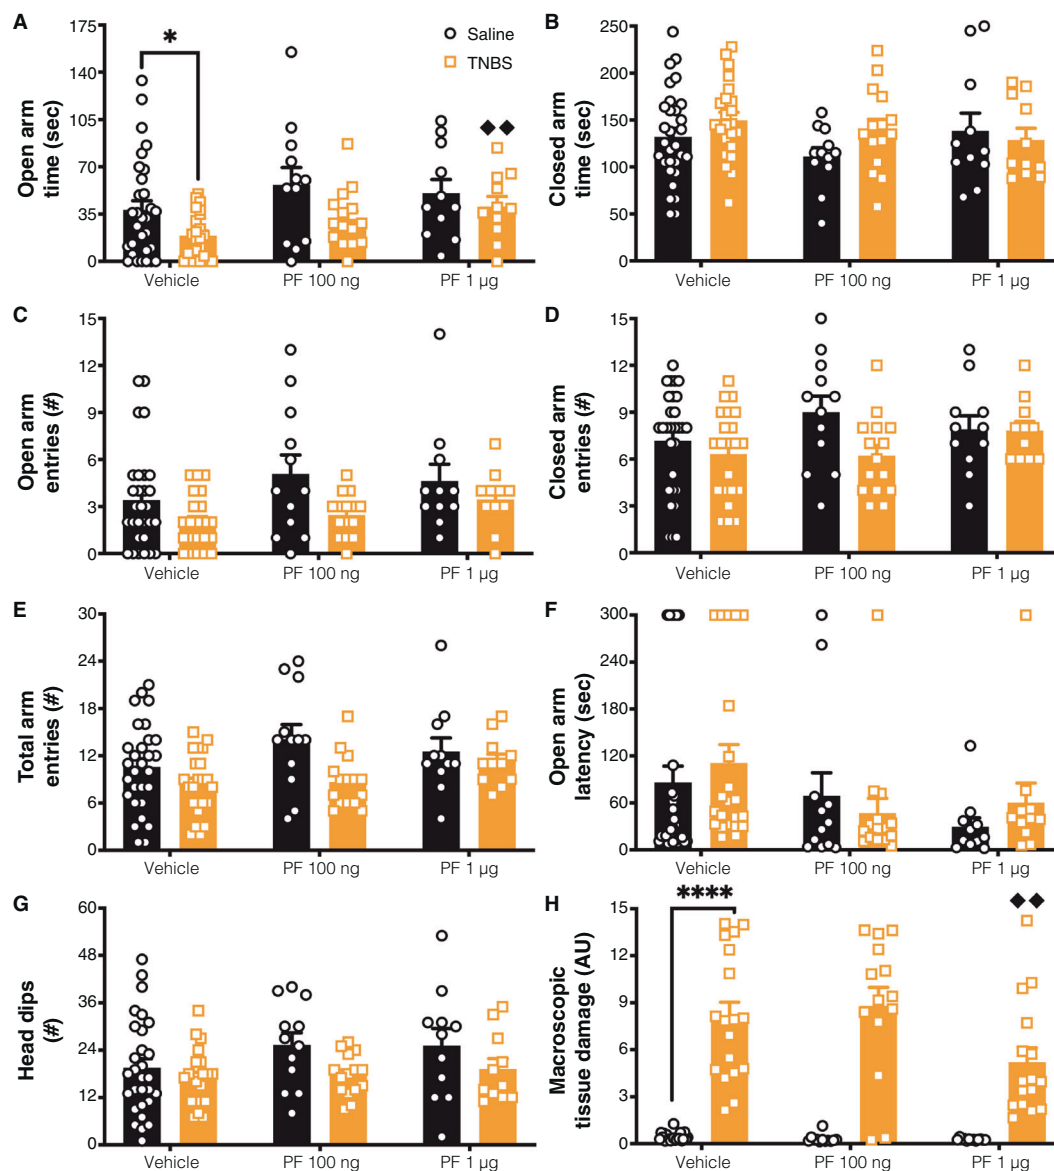 A
Open arm
time (sec)
175
140
105
70
35
0
*
◆◆
Saline
TNBS
Vehicle
PF 100 ng
PF 1 µg
B
Closed arm
time (sec)
250
200
150
100
50
0
Vehicle
PF 100 ng
PF 1 µg
C
Open arm
entries (#)
15
12
9
6
3
0
Vehicle
PF 100 ng
PF 1 µg
D
Closed arm
entries (#)
15
12
9
6
3
0
Vehicle
PF 100 ng
PF 1 µg
E
Total arm
entries (#)
30
24
18
12
6
0
Vehicle
PF 100 ng
PF 1 µg
F
Open arm
latency (sec)
300
240
180
120
60
0
Vehicle
PF 100 ng
PF 1 µg
G
Head dips
(#)
60
48
36
24
12
0
Vehicle
PF 100 ng
PF 1 µg
H
Macroscopic
tissue damage (AU)
15
12
9
6
3
0
****
◆◆
Vehicle
PF 100 ng
PF 1 µg